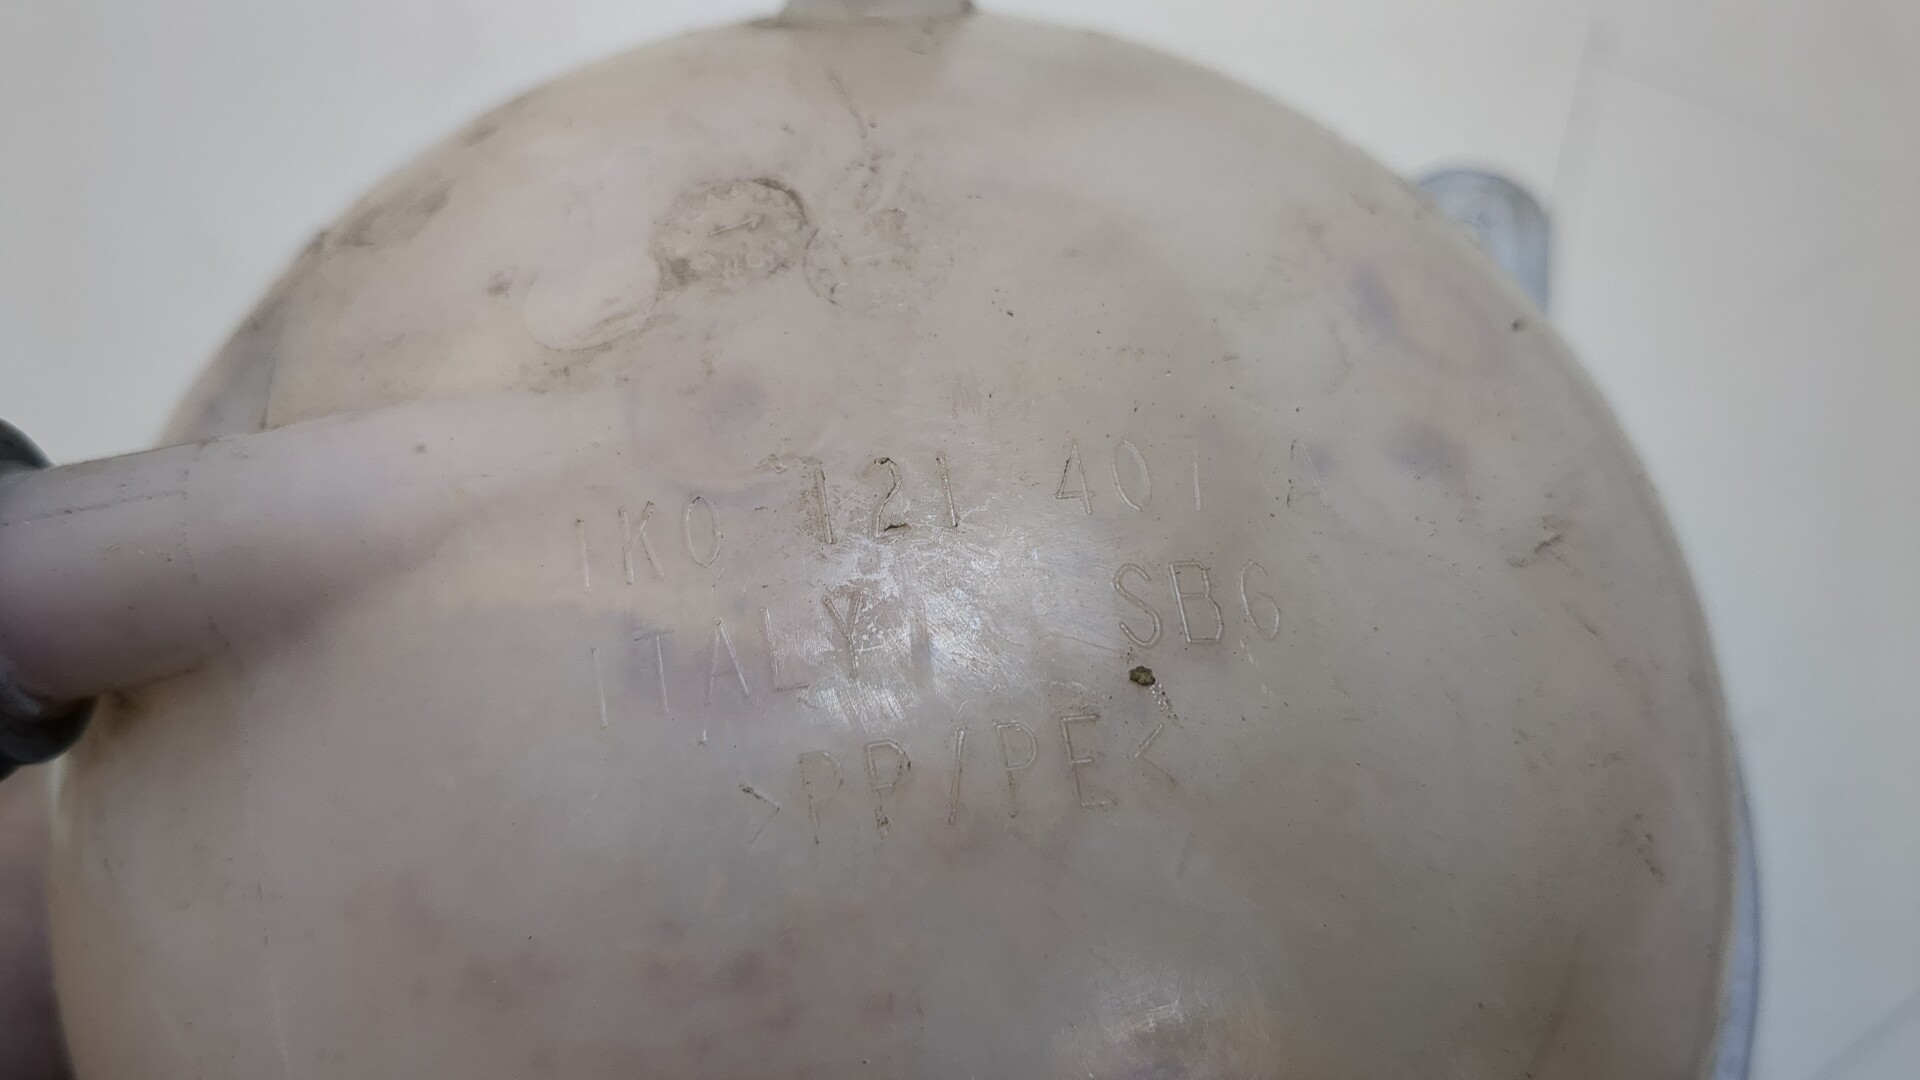 1K0 121 407 A
ITALY SB6
>PP/PE<